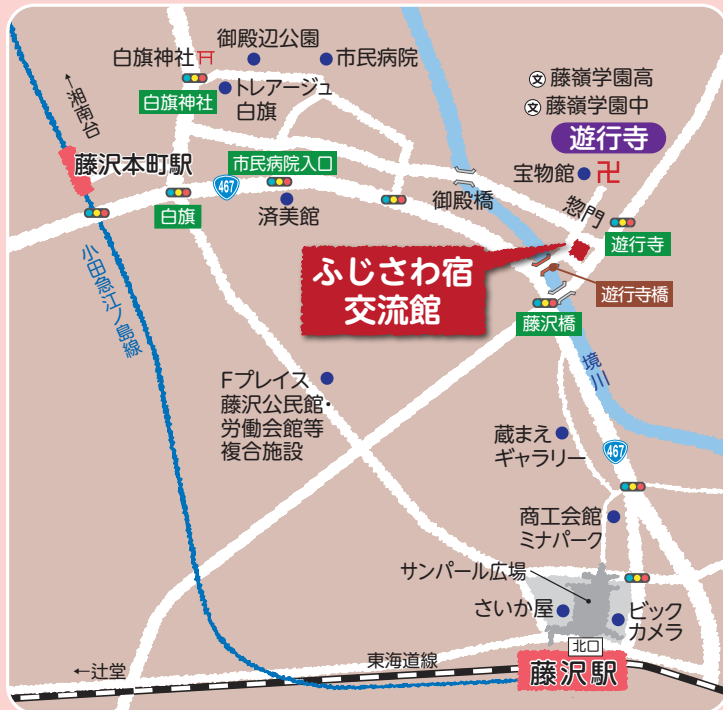 御殿辺公園
白旗神社
市民病院
←湘南台
トレアージュ
白旗
白旗神社
文 藤嶺学園高
文 藤嶺学園中
遊行寺
藤沢本町駅
市民病院入口
宝物館
467
御殿橋
白旗
済美館
惣門
遊行寺
ふじさわ宿
交流館
遊行寺橋
藤沢橋
小田急江ノ島線
境川
Fプレイス
藤沢公民館・
労働会館等
複合施設
蔵まえ
ギャラリー
467
商工会館
ミナパーク
サンパール広場
さいか屋
ビック
カメラ
北口
←辻堂
東海道線
藤沢駅